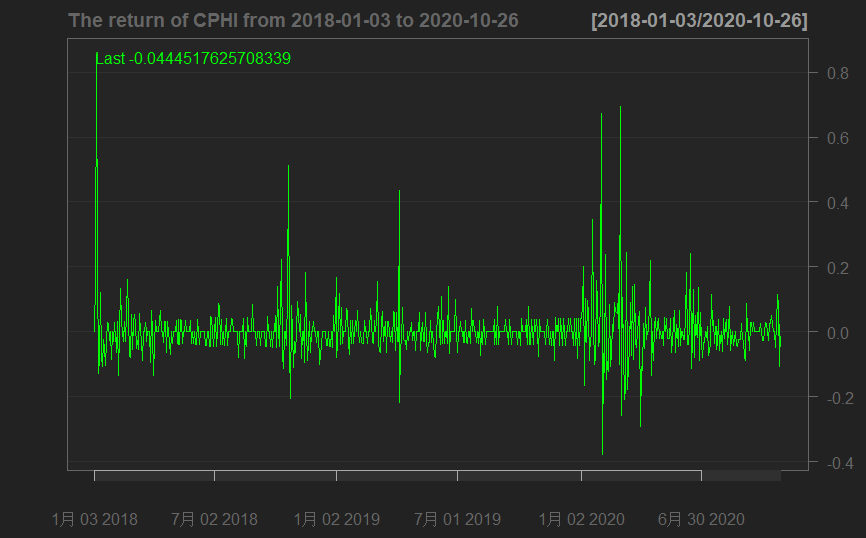 The return of CPHI from 2018-01-03 to 2020-10-26 [2018-01-03/2020-10-26]
Last -0.0444517625708339
0.8
0.6
0.4
0.2
0.0
-0.2
-0.4
1月 03 2018 7月 02 2018 1月 02 2019 7月 01 2019 1月 02 2020 6月 30 2020